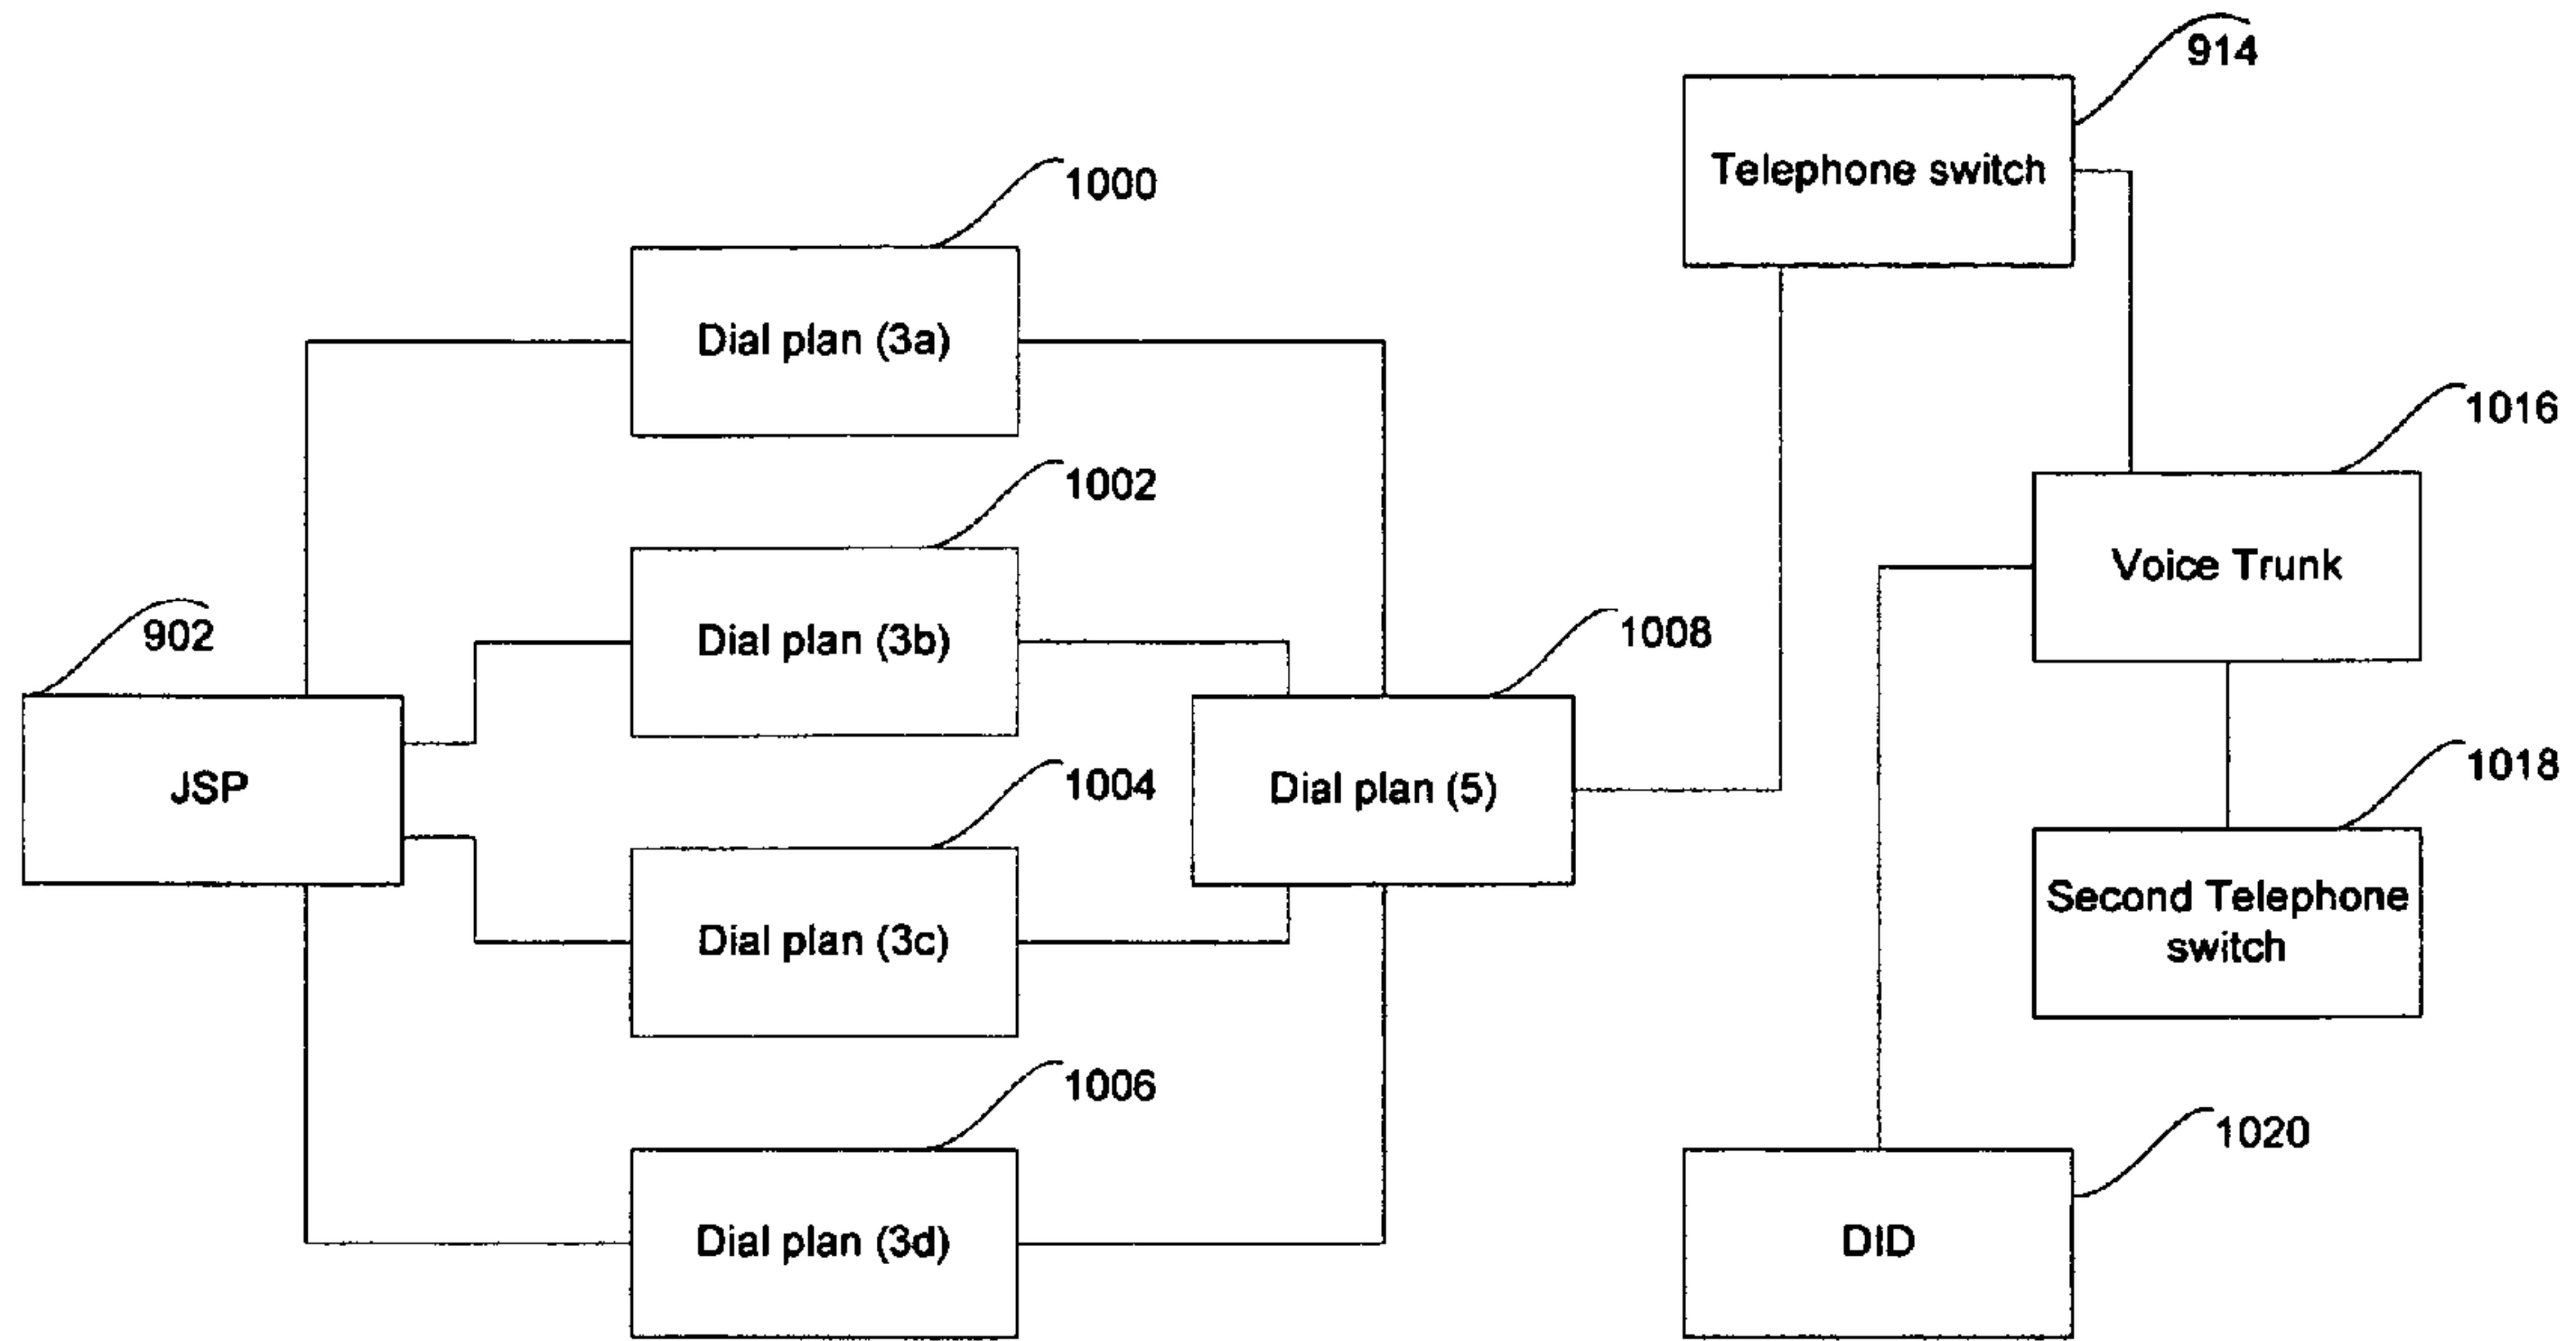 914
Telephone switch
1000
Dial plan (3a)
1016
1002
Voice Trunk
902
Dial plan (3b)
1008
1018
JSP
1004
Dial plan (5)
Second Telephone
switch
Dial plan (3c)
1006
1020
Dial plan (3d)
DID